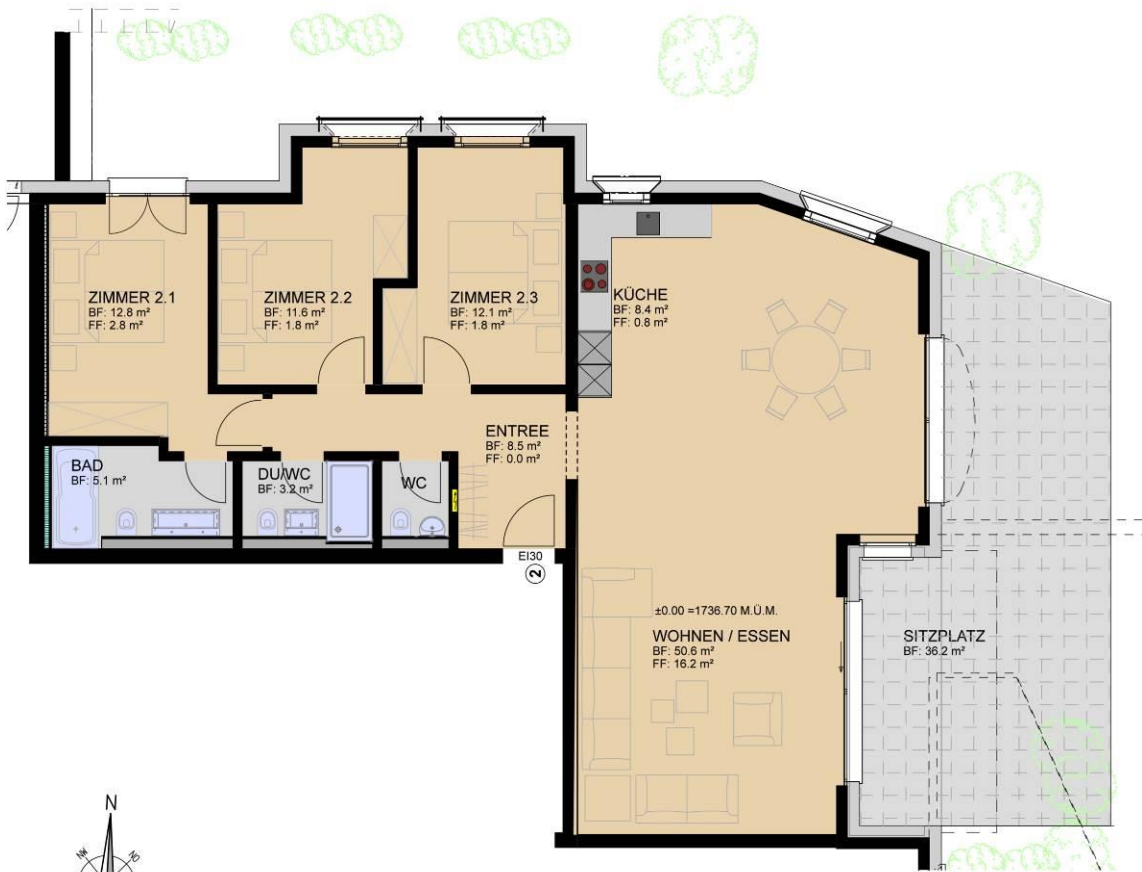 ZIMMER 2.1
BF: 12.8 m²
FF: 2.8 m²
ZIMMER 2.2
BF: 11.6 m²
FF: 1.8 m²
ZIMMER 2.3
BF: 12.1 m²
FF: 1.8 m²
KÜCHE
BF: 8.4 m²
FF: 0.8 m²
ENTREE
BF: 8.5 m²
FF: 0.0 m²
BAD
BF: 5.1 m²
DU/WC
BF: 3.2 m²
WC
EI30
2
±0.00 =1736.70 M.Ü.M.
WOHNEN / ESSEN
BF: 50.6 m²
FF: 16.2 m²
SITZPLATZ
BF: 36.2 m²
N
NW
NO